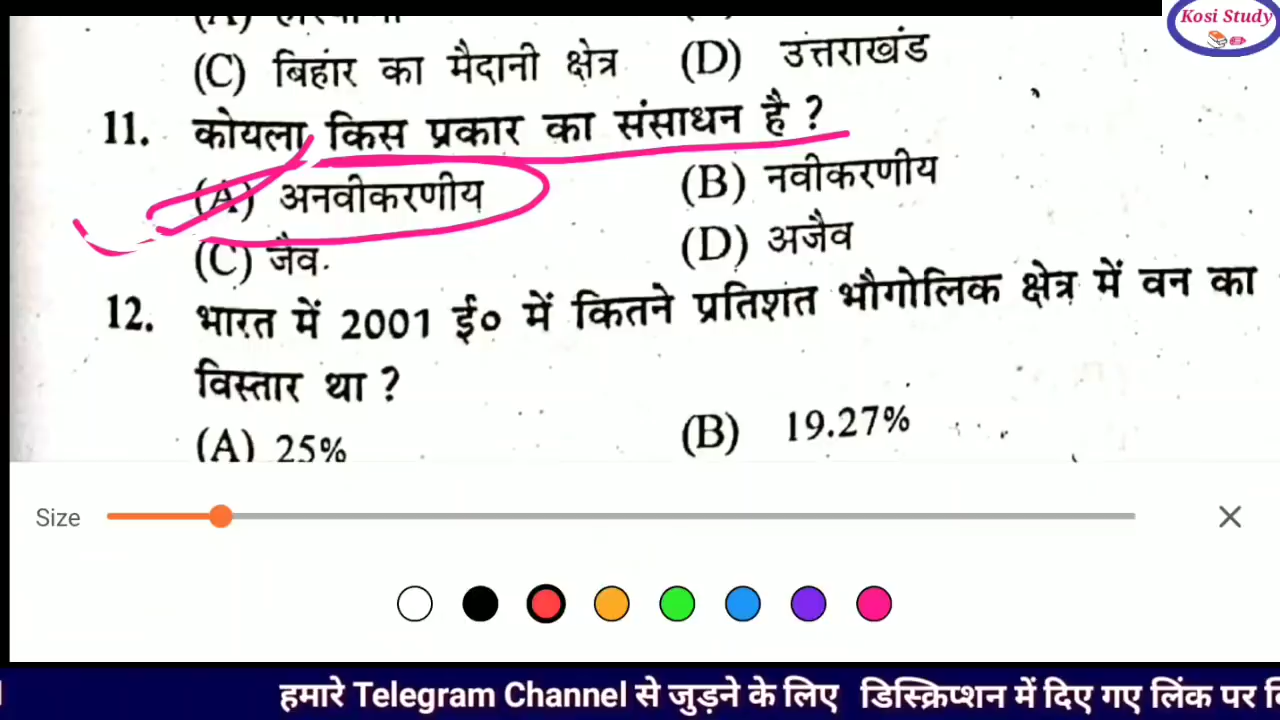 Kosi Study
(C) बिहार का मैदानी क्षेत्र (D) उत्तराखंड
11. कोयला किस प्रकार का संसाधन है ?
(A) अनवीकरणीय (B) नवीकरणीय
(C) जैव (D) अजैव
12. भारत में 2001 ई० में कितने प्रतिशत भौगोलिक क्षेत्र में वन का
विस्तार था ?
(A) 25% (B) 19.27%
Size
हमारे Telegram Channel से जुड़ने के लिए डिस्क्रिप्शन में दिए गए लिंक पर